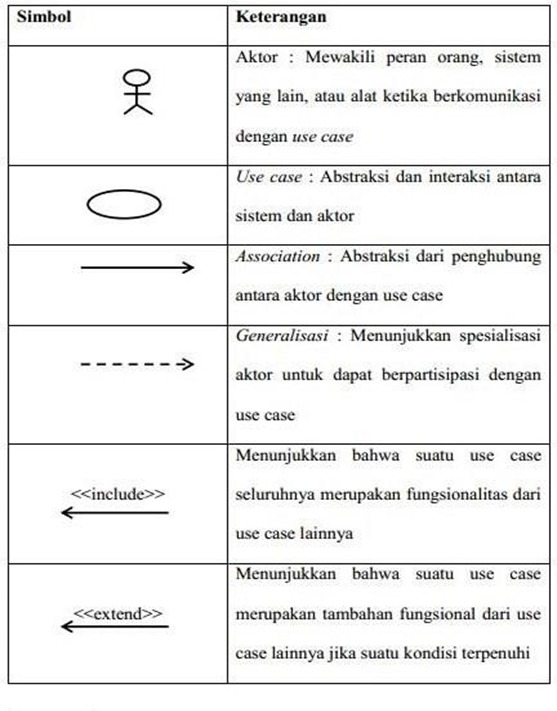 Simbol
Keterangan
Aktor : Mewakili peran orang, sistem
yang lain, atau alat ketika berkomunikasi
dengan use case
Use case : Abstraksi dan interaksi antara
sistem dan aktor
Association : Abstraksi dari penghubung
antara aktor dengan use case
Generalisasi : Menunjukkan spesialisasi
aktor untuk dapat berpartisipasi dengan
use case
<<include>>
Menunjukkan bahwa suatu use case
seluruhnya merupakan fungsionalitas dari
use case lainnya
<<extend>>
Menunjukkan bahwa suatu use case
merupakan tambahan fungsional dari use
case lainnya jika suatu kondisi terpenuhi